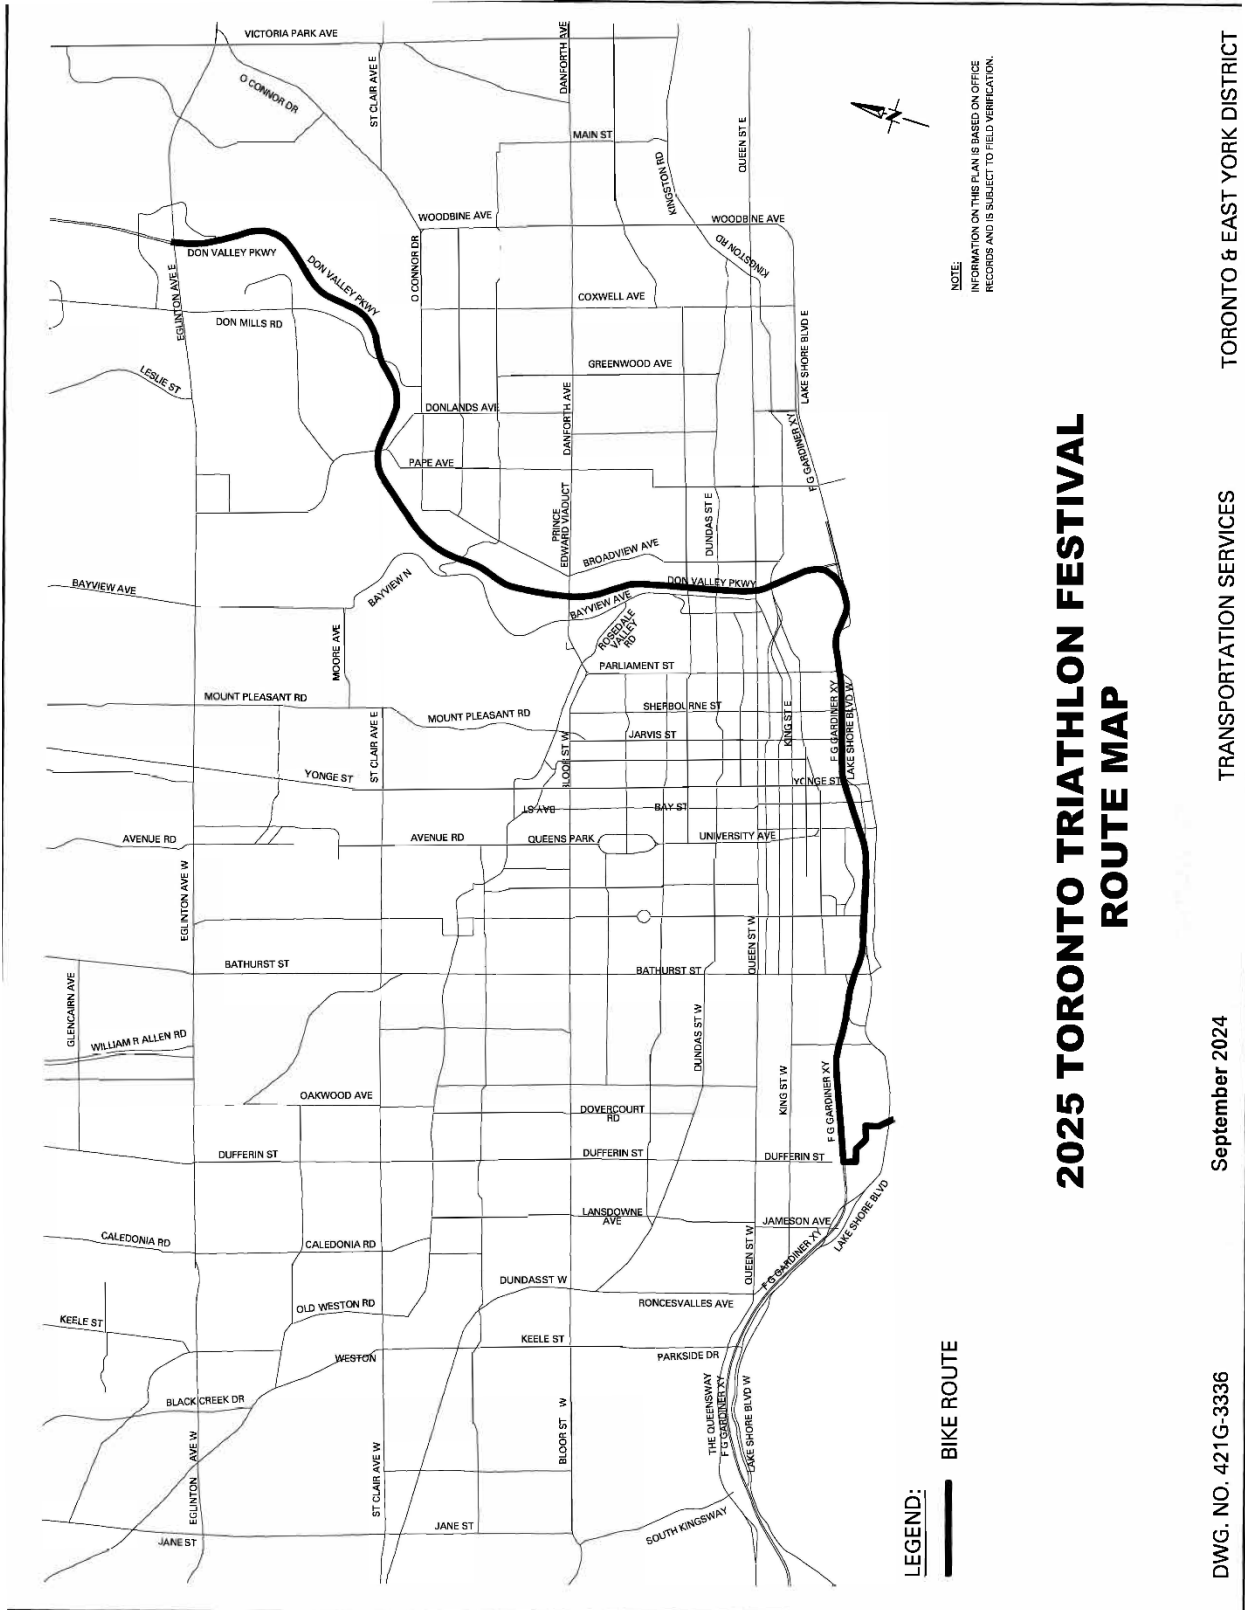 VICTORIA PARK AVE
O CONNOR DR
ST CLAIR AVE E
DANFORTH AVE
MAIN ST
KINGSTON RD
QUEEN ST E
WOODBINE AVE
WOODBINE AVE
KINGSTON RD
DON VALLEY PKWY
DON VALLEY PKWY
O CONNOR DR
EGLINTON AVE E
DON MILLS RD
COXWELL AVE
LAKE SHORE BLVD E
LESLIE ST
GREENWOOD AVE
DONLANDS AVE
DANFORTH AVE
F G GARDINER XY
PAPE AVE
PRINCE
EDWARD VIADUCT
DUNDAS ST E
BROADVIEW AVE
DON VALLEY PKWY
BAYVIEW AVE
BAYVIEW N
BAYVIEW AVE
ROSEDALE
VALLEY
RD
MOORE AVE
PARLIAMENT ST
MOUNT PLEASANT RD
MOUNT PLEASANT RD
SHERBOURNE ST
JARVIS ST
KING ST E
F G GARDINER XY
LAKE SHORE BLVD W
ST CLAIR AVE E
BLOOR ST W
YONGE ST
YONGE ST
BAY ST
BAY ST
AVENUE RD
AVENUE RD
QUEENS PARK
UNIVERSITY AVE
EGLINTON AVE W
QUEEN ST W
BATHURST ST
BATHURST ST
GLENCAIRN AVE
WILLIAM R ALLEN RD
DUNDAS ST W
OAKWOOD AVE
DOVERCOURT
RD
KING ST W
F G GARDINER XY
DUFFERIN ST
DUFFERIN ST
DUFFERIN ST
LANSDOWNE
AVE
JAMESON AVE
LAKE SHORE BLVD
CALEDONIA RD
CALEDONIA RD
QUEEN ST W
F G GARDINER XY
DUNDAS ST W
OLD WESTON RD
RONCESVALLES AVE
KEELE ST
KEELE ST
WESTON
PARKSIDE DR
BLACK CREEK DR
THE QUEENSWAY
F G GARDINER XY
LAKE SHORE BLVD W
EGLINTON AVE W
ST CLAIR AVE W
BLOOR ST W
JANE ST
JANE ST
SOUTH KINGSWAY
N
NOTE:
INFORMATION ON THIS PLAN IS BASED ON OFFICE
RECORDS AND IS SUBJECT TO FIELD VERIFICATION.
LEGEND:
BIKE ROUTE
2025 TORONTO TRIATHLON FESTIVAL
ROUTE MAP
DWG. NO. 421G-3336
September 2024
TRANSPORTATION SERVICES
TORONTO & EAST YORK DISTRICT